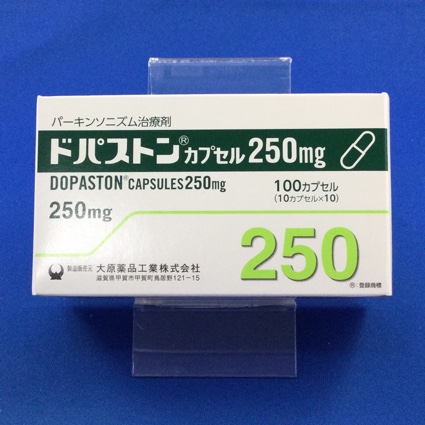 パーキンソニズム治療剤
ドパストン®カプセル250mg
DOPASTON® CAPSULES 250mg
100カプセル
(10カプセル×10)
250mg
250
製造販売元 大原薬品工業株式会社
滋賀県甲賀市甲賀町鳥居野121-15
®:登録商標